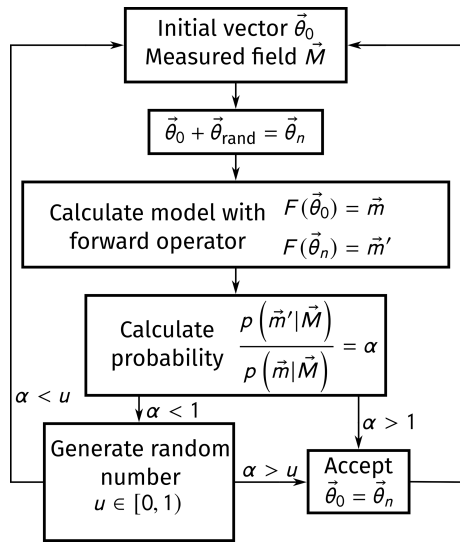 Initial vector θ⃗₀
Measured field M⃗
θ⃗₀ + θ⃗_rand = θ⃗ₙ
Calculate model with F(θ⃗₀) = m⃗
forward operator F(θ⃗ₙ) = m⃗′
Calculate
probability p(m⃗′|M⃗) / p(m⃗|M⃗) = α
α < u
α < 1
α > 1
Generate random
number
u ∈ [0, 1)
α > u
Accept
θ⃗₀ = θ⃗ₙ